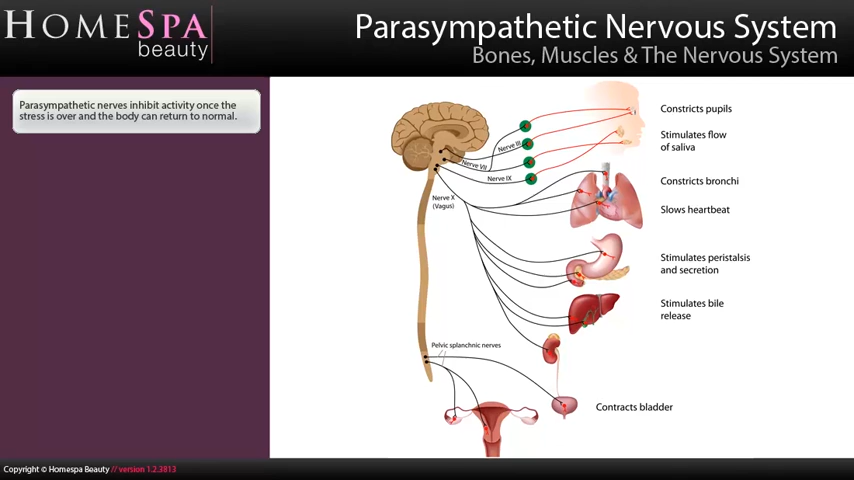 HOMESPA
beauty
Parasympathetic Nervous System
Bones, Muscles & The Nervous System
Parasympathetic nerves inhibit activity once the
stress is over and the body can return to normal.
Constricts pupils
Nerve III
Stimulates flow
of saliva
Nerve VII
Nerve IX
Constricts bronchi
Nerve X
(Vagus)
Slows heartbeat
Stimulates peristalsis
and secretion
Stimulates bile
release
Pelvic splanchnic nerves
Contracts bladder
Copyright © Homespa Beauty // version 1.2.3813